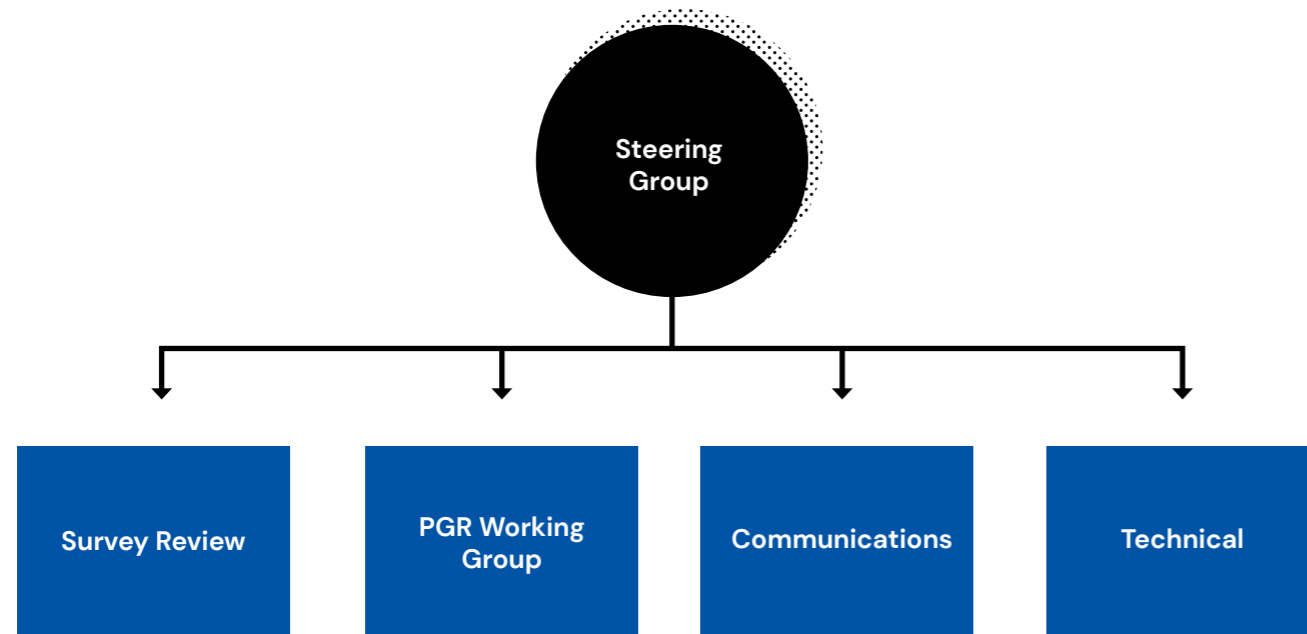 Steering
Group
Survey Review
PGR Working
Group
Communications
Technical